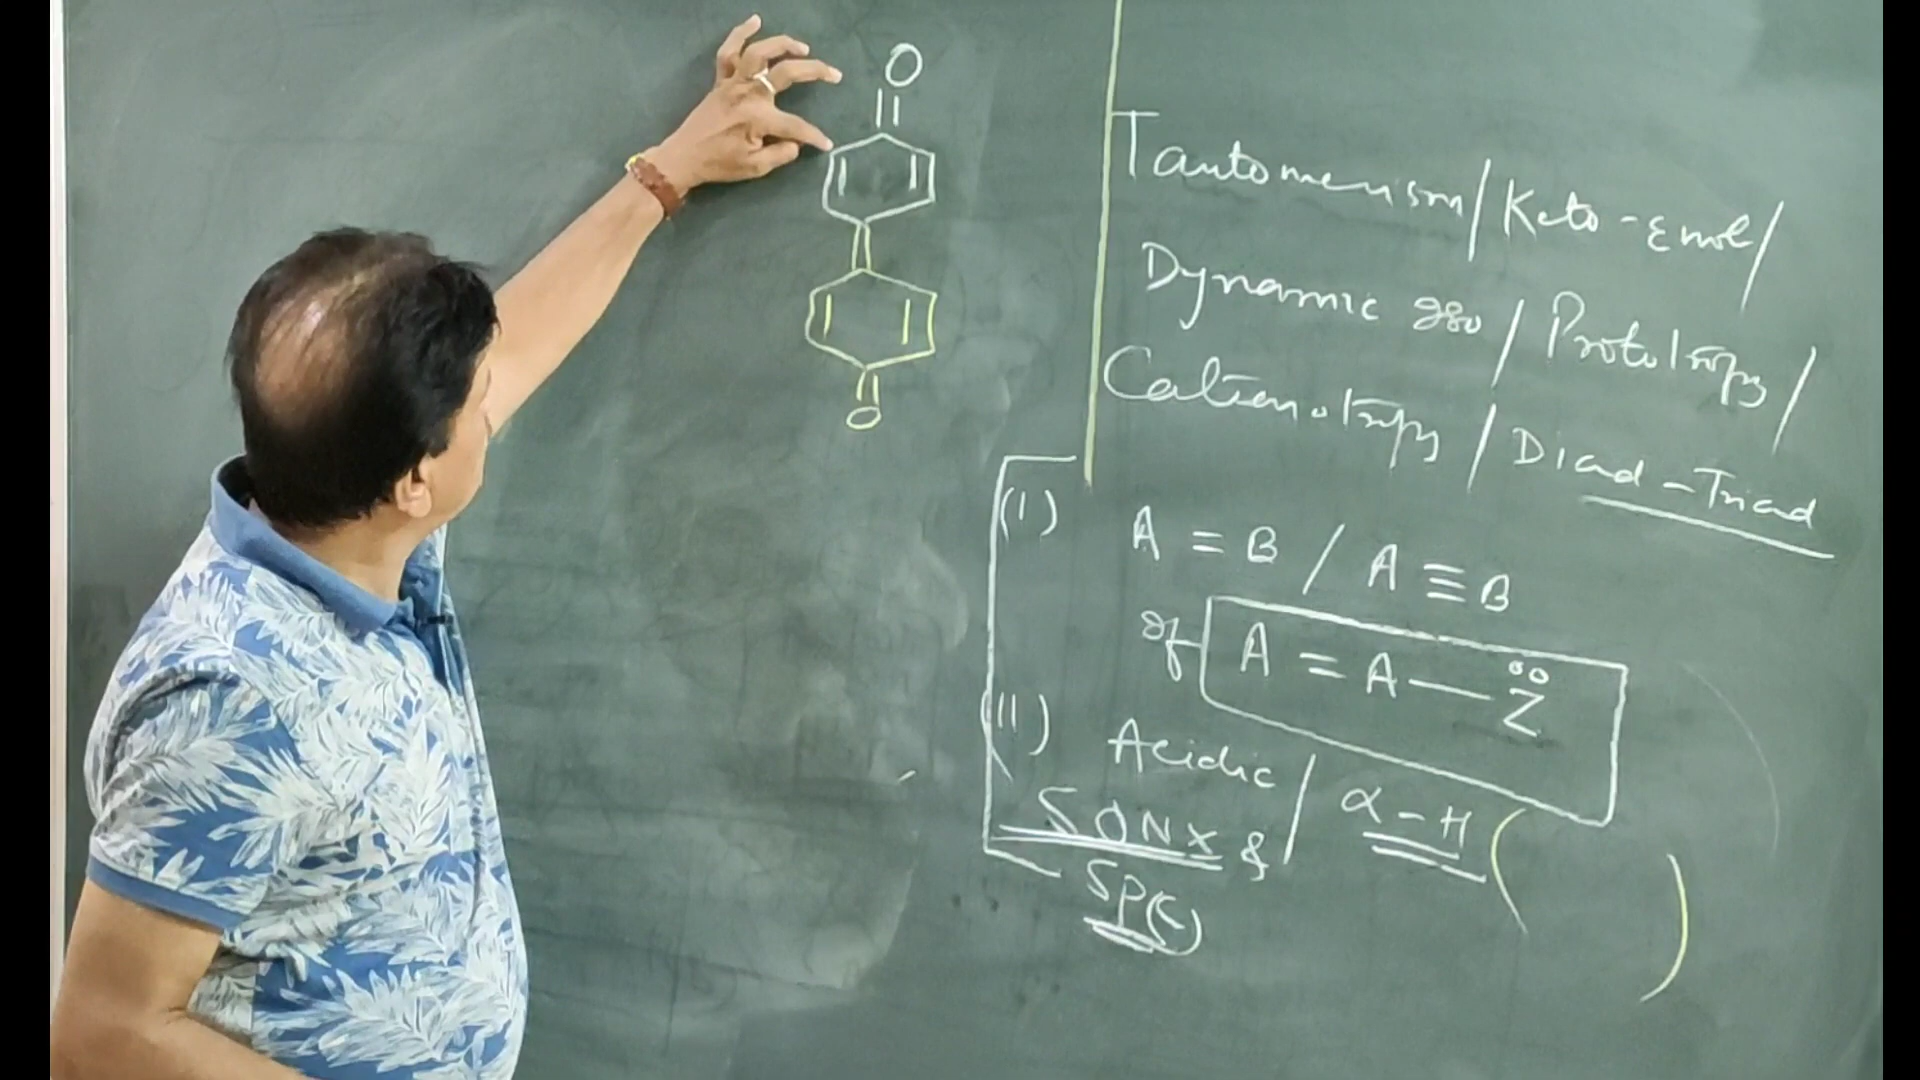 O
O
Tautomerism/Keto-Enol/
Dynamic iso/Prototropy/
Cationotropy/Diad-Triad
(I) A = B / A ≡ B
of A = A — Z̈
(II) Acidic / α-H (   )
SONX &
SP(C)